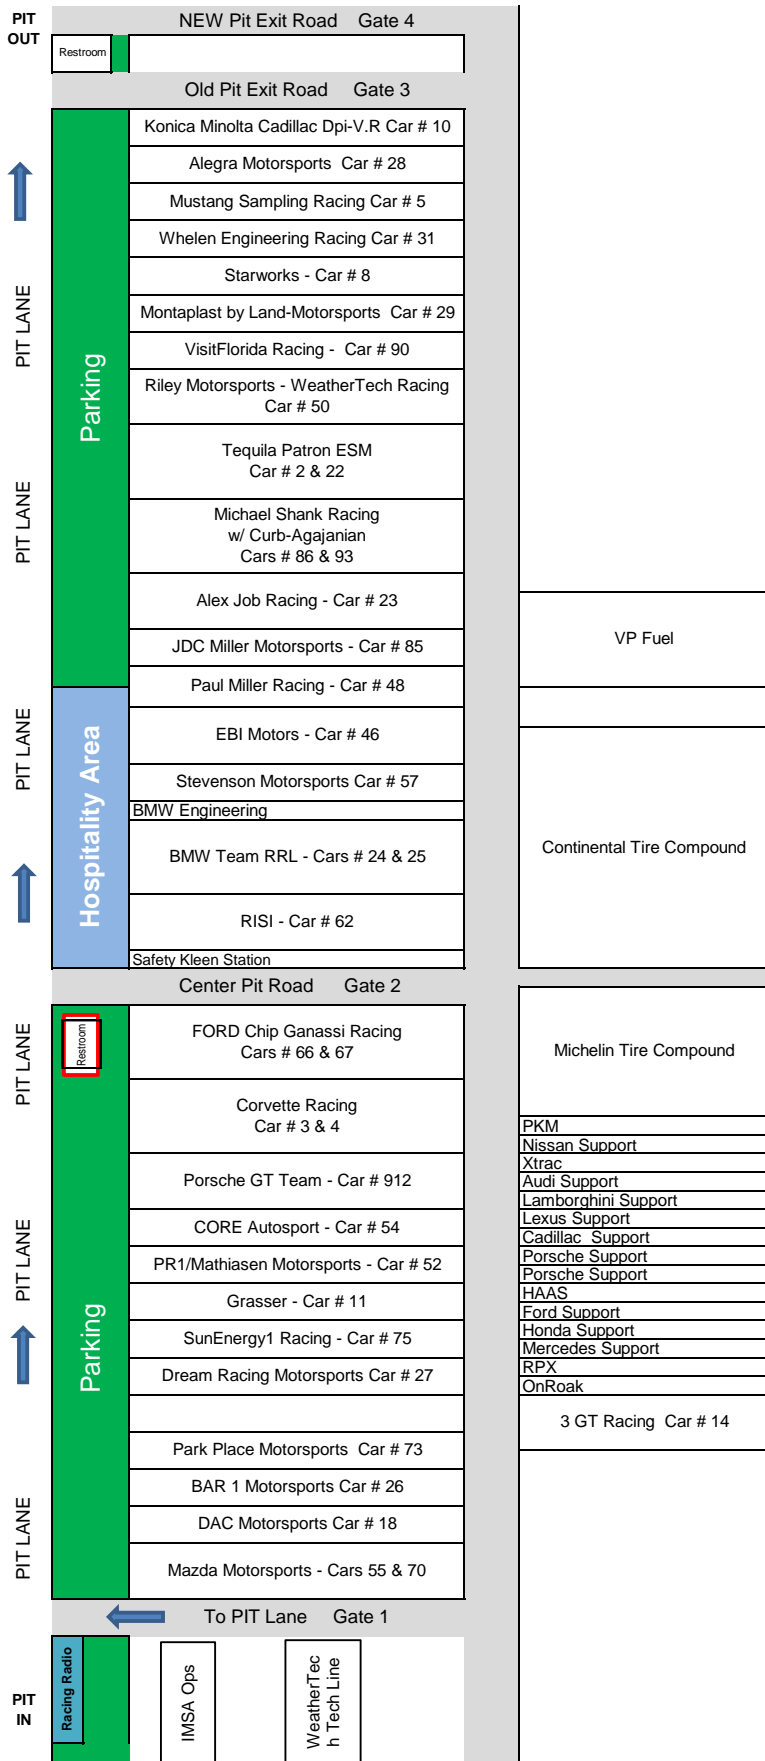 PIT
OUT
NEW Pit Exit Road Gate 4
Restroom
Old Pit Exit Road Gate 3
Konica Minolta Cadillac Dpi-V.R Car # 10
Alegra Motorsports Car # 28
Mustang Sampling Racing Car # 5
Whelen Engineering Racing Car # 31
Starworks - Car # 8
PIT LANE
Montaplast by Land-Motorsports Car # 29
VisitFlorida Racing - Car # 90
Parking
Riley Motorsports - WeatherTech Racing
Car # 50
Tequila Patron ESM
Car # 2 & 22
PIT LANE
Michael Shank Racing
w/ Curb-Agajanian
Cars # 86 & 93
Alex Job Racing - Car # 23
JDC Miller Motorsports - Car # 85
VP Fuel
Paul Miller Racing - Car # 48
PIT LANE
EBI Motors - Car # 46
Stevenson Motorsports Car # 57
Hospitality Area
BMW Engineering
BMW Team RRL - Cars # 24 & 25
Continental Tire Compound
RISI - Car # 62
Safety Kleen Station
Center Pit Road Gate 2
PIT LANE
Restroom
FORD Chip Ganassi Racing
Cars # 66 & 67
Michelin Tire Compound
Corvette Racing
Car # 3 & 4
PKM
Nissan Support
Xtrac
Audi Support
Lamborghini Support
Lexus Support
Cadillac Support
Porsche Support
Porsche Support
HAAS
Ford Support
Honda Support
Mercedes Support
RPX
OnRoak
3 GT Racing Car # 14
Porsche GT Team - Car # 912
CORE Autosport - Car # 54
PIT LANE
PR1/Mathiasen Motorsports - Car # 52
Grasser - Car # 11
Parking
SunEnergy1 Racing - Car # 75
Dream Racing Motorsports Car # 27
Park Place Motorsports Car # 73
BAR 1 Motorsports Car # 26
DAC Motorsports Car # 18
PIT LANE
Mazda Motorsports - Cars 55 & 70
To PIT Lane Gate 1
PIT
IN
Racing Radio
IMSA Ops
WeatherTec
h Tech Line